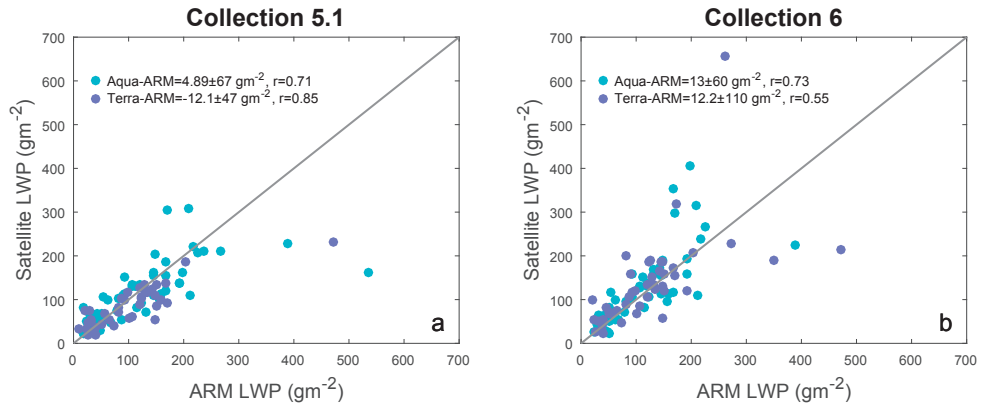 Collection 5.1
Satellite LWP (gm⁻²)
700
600
500
400
300
200
100
0
Aqua-ARM=4.89±67 gm⁻², r=0.71
Terra-ARM=-12.1±47 gm⁻², r=0.85
a
0 100 200 300 400 500 600 700
ARM LWP (gm⁻²)
Collection 6
Satellite LWP (gm⁻²)
700
600
500
400
300
200
100
0
Aqua-ARM=13±60 gm⁻², r=0.73
Terra-ARM=12.2±110 gm⁻², r=0.55
b
0 100 200 300 400 500 600 700
ARM LWP (gm⁻²)